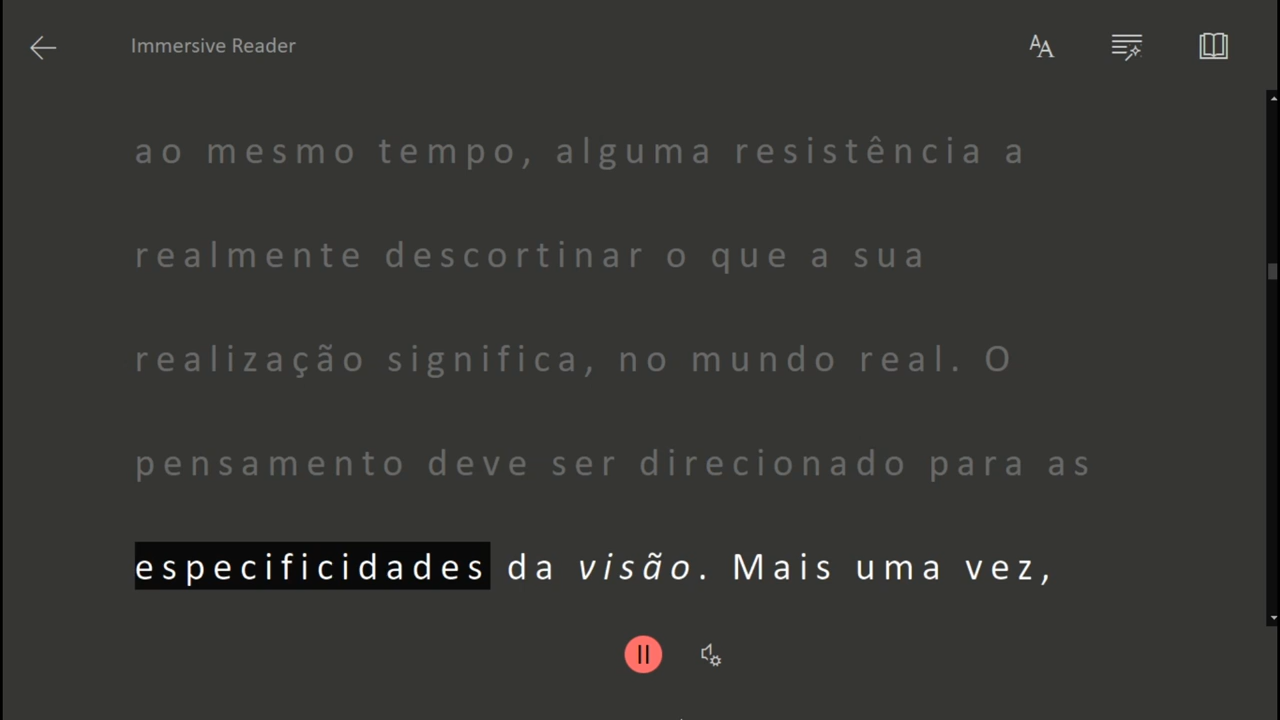 Immersive Reader
ao mesmo tempo, alguma resistência a
realmente descortinar o que a sua
realização significa, no mundo real. O
pensamento deve ser direcionado para as
especificidades da visão. Mais uma vez,